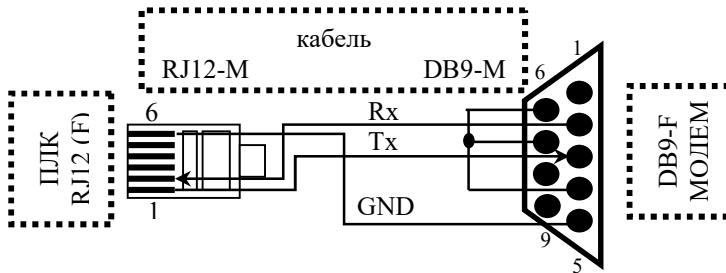 кабель
RJ12-M DB9-M
ПЛК
RJ12 (F)
6
1
Rx
Tx
GND
6
1
9
5
DB9-F
МОДЕМ